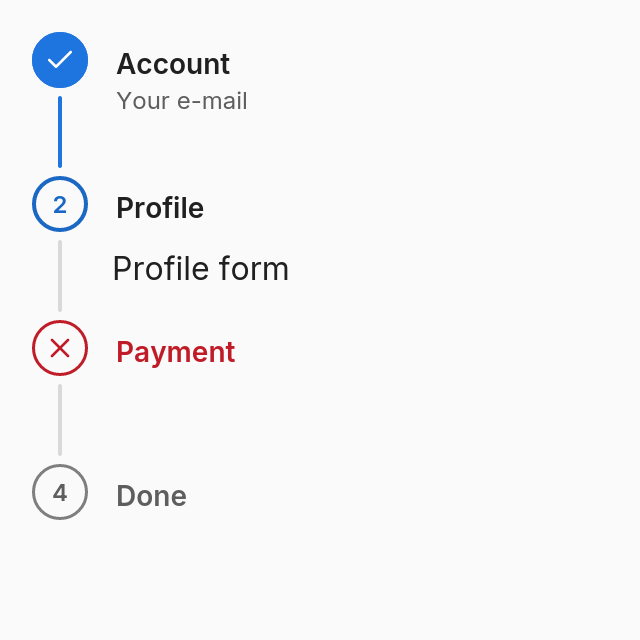 Account
Your e-mail
2
Profile
Profile form
Payment
4
Done